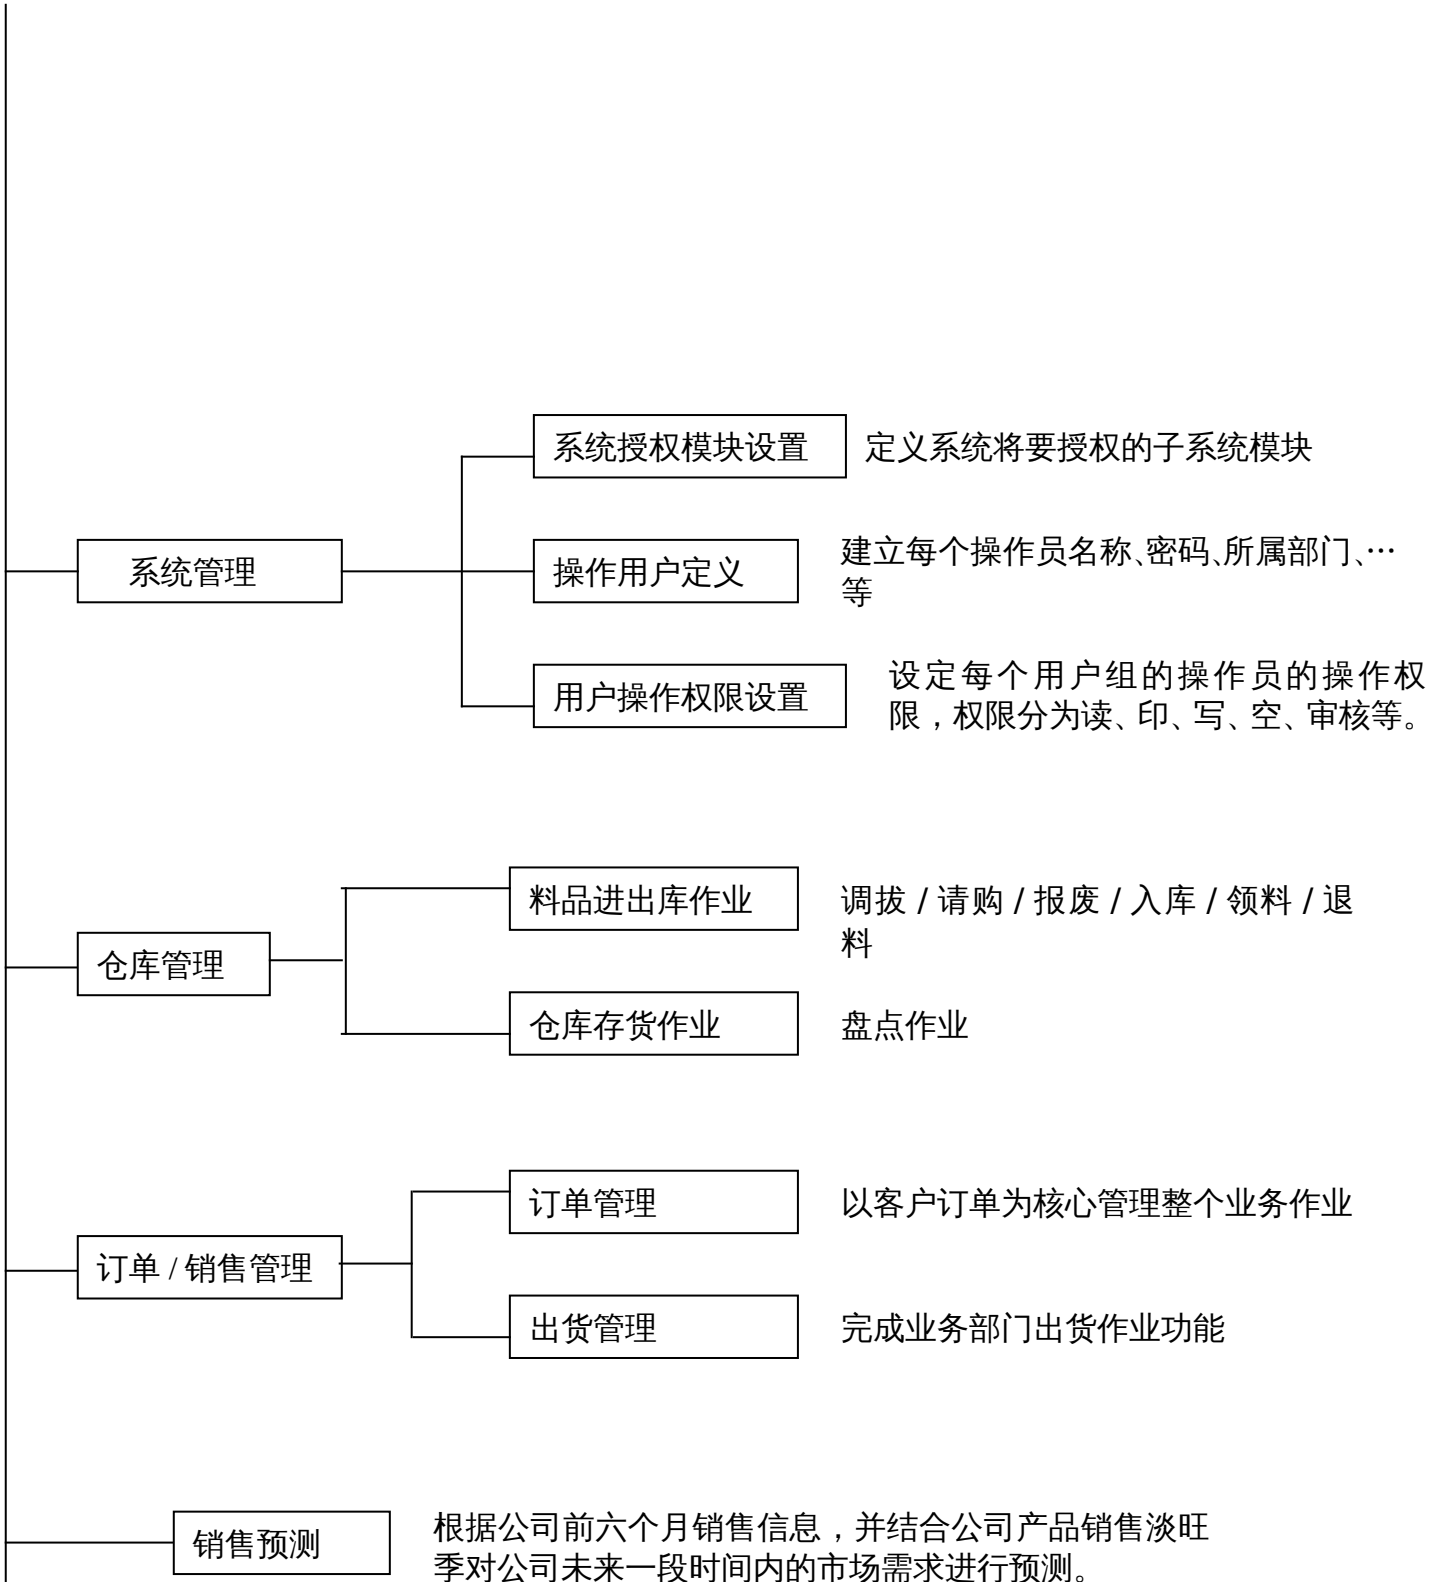 系统授权模块设置
定义系统将要授权的子系统模块
系统管理
操作用户定义
建立每个操作员名称、密码、所属部门、…
等
用户操作权限设置
设定每个用户组的操作员的操作权
限，权限分为读、印、写、空、审核等。
料品进出库作业
调拔 / 请购 / 报废 / 入库 / 领料 / 退
料
仓库管理
仓库存货作业
盘点作业
订单管理
以客户订单为核心管理整个业务作业
订单 / 销售管理
出货管理
完成业务部门出货作业功能
销售预测
根据公司前六个月销售信息，并结合公司产品销售淡旺
季对公司未来一段时间内的市场需求进行预测。